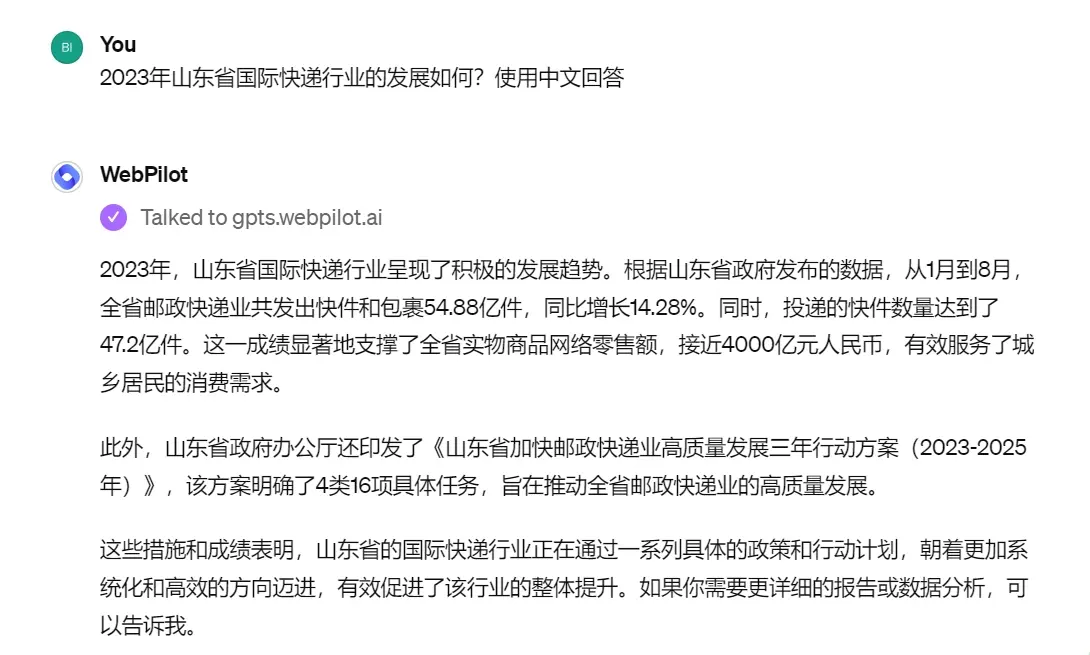 BI
You
2023年山东省国际快递行业的发展如何？使用中文回答
WebPilot
Talked to gpts.webpilot.ai
2023年，山东省国际快递行业呈现了积极的发展趋势。根据山东省政府发布的数据，从1月到8月，
全省邮政快递业共发出快件和包裹54.88亿件，同比增长14.28%。同时，投递的快件数量达到了
47.2亿件。这一成绩显著地支撑了全省实物商品网络零售额，接近4000亿元人民币，有效服务了城
乡居民的消费需求。
此外，山东省政府办公厅还印发了《山东省加快邮政快递业高质量发展三年行动方案（2023-2025
年）》，该方案明确了4类16项具体任务，旨在推动全省邮政快递业的高质量发展。
这些措施和成绩表明，山东省的国际快递行业正在通过一系列具体的政策和行动计划，朝着更加系
统化和高效的方向迈进，有效促进了该行业的整体提升。如果你需要更详细的报告或数据分析，可
以告诉我。